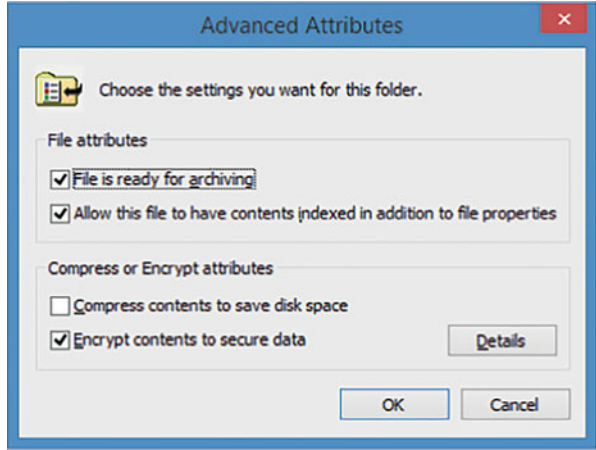 Advanced Attributes
Choose the settings you want for this folder.
File attributes
File is ready for archiving
Allow this file to have contents indexed in addition to file properties
Compress or Encrypt attributes
Compress contents to save disk space
Encrypt contents to secure data
Details
OK
Cancel